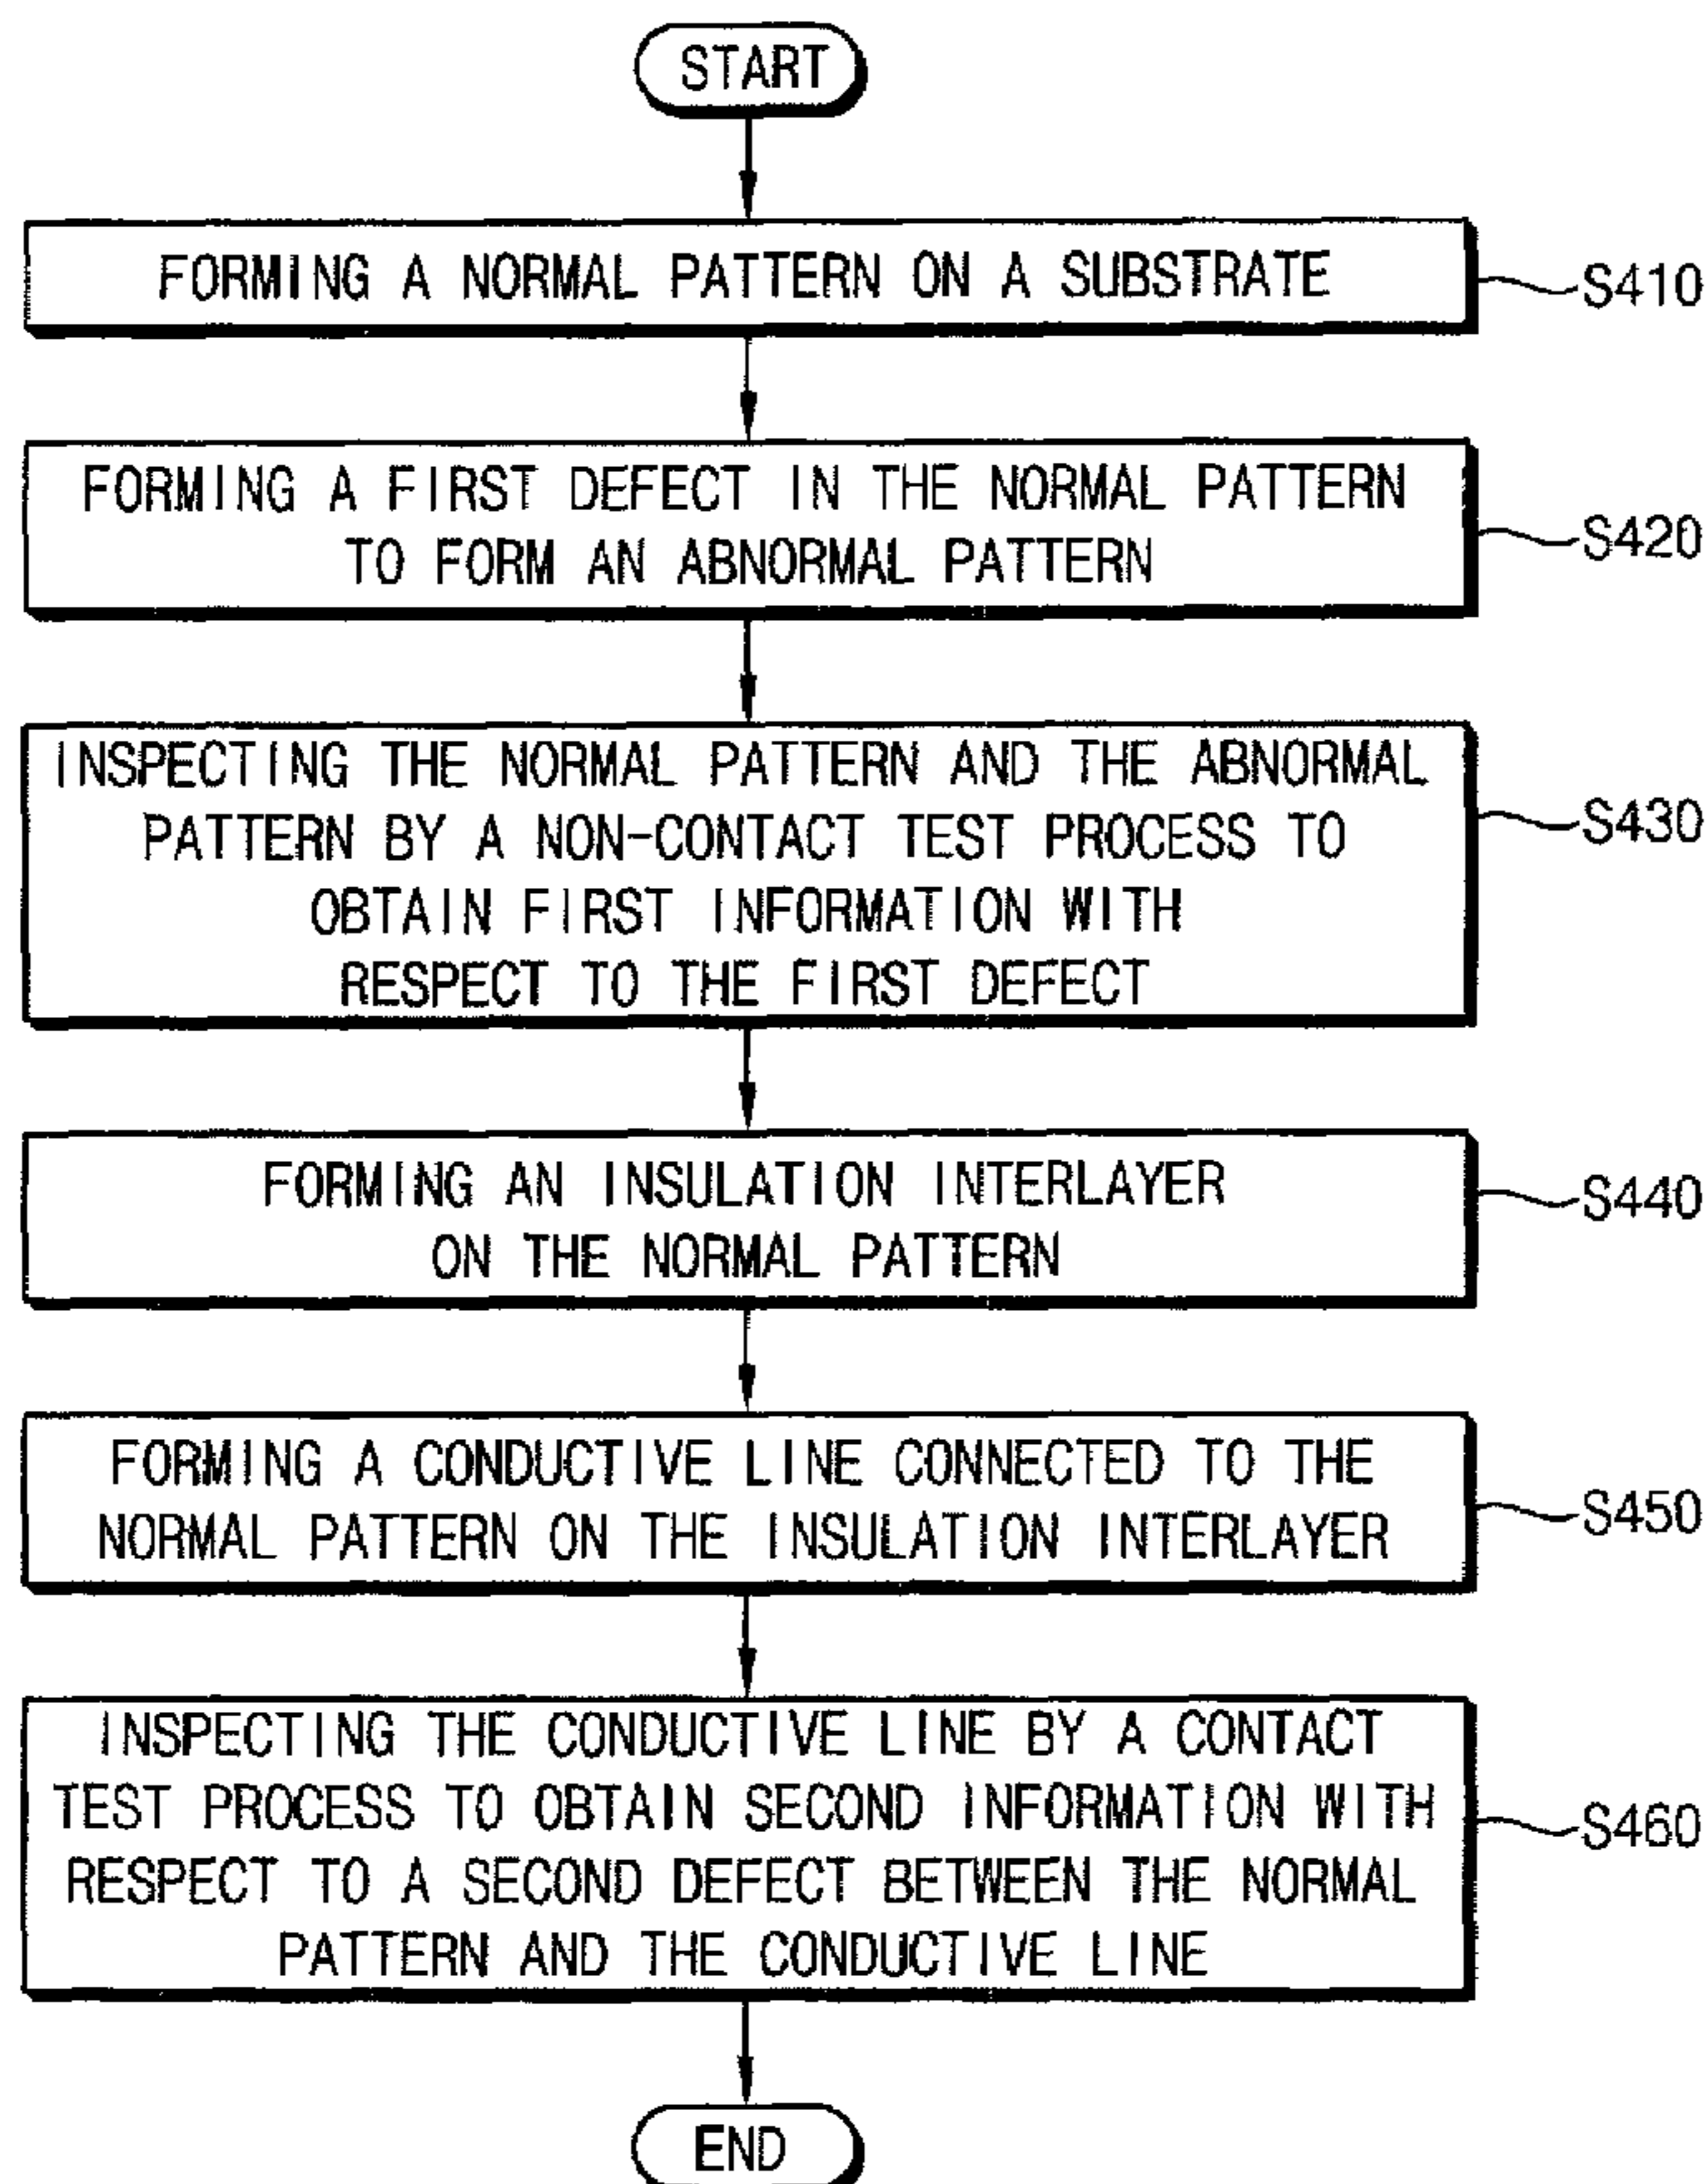 START
FORMING A NORMAL PATTERN ON A SUBSTRATE
S410
FORMING A FIRST DEFECT IN THE NORMAL PATTERN
TO FORM AN ABNORMAL PATTERN
S420
INSPECTING THE NORMAL PATTERN AND THE ABNORMAL
PATTERN BY A NON-CONTACT TEST PROCESS TO
OBTAIN FIRST INFORMATION WITH
RESPECT TO THE FIRST DEFECT
S430
FORMING AN INSULATION INTERLAYER
ON THE NORMAL PATTERN
S440
FORMING A CONDUCTIVE LINE CONNECTED TO THE
NORMAL PATTERN ON THE INSULATION INTERLAYER
S450
INSPECTING THE CONDUCTIVE LINE BY A CONTACT
TEST PROCESS TO OBTAIN SECOND INFORMATION WITH
RESPECT TO A SECOND DEFECT BETWEEN THE NORMAL
PATTERN AND THE CONDUCTIVE LINE
S460
END